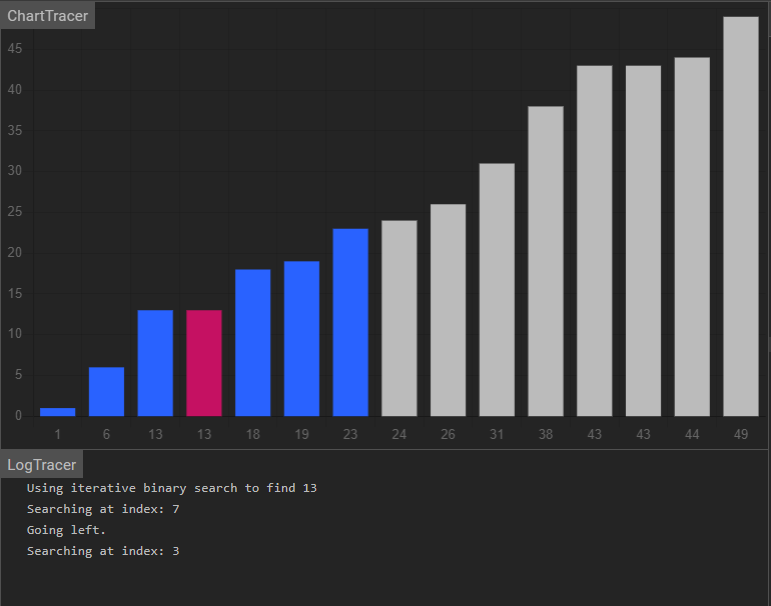 ChartTracer
45
40
35
30
25
20
15
10
5
0
1 6 13 13 18 19 23 24 26 31 38 43 43 44 49
LogTracer
Using iterative binary search to find 13
Searching at index: 7
Going left.
Searching at index: 3